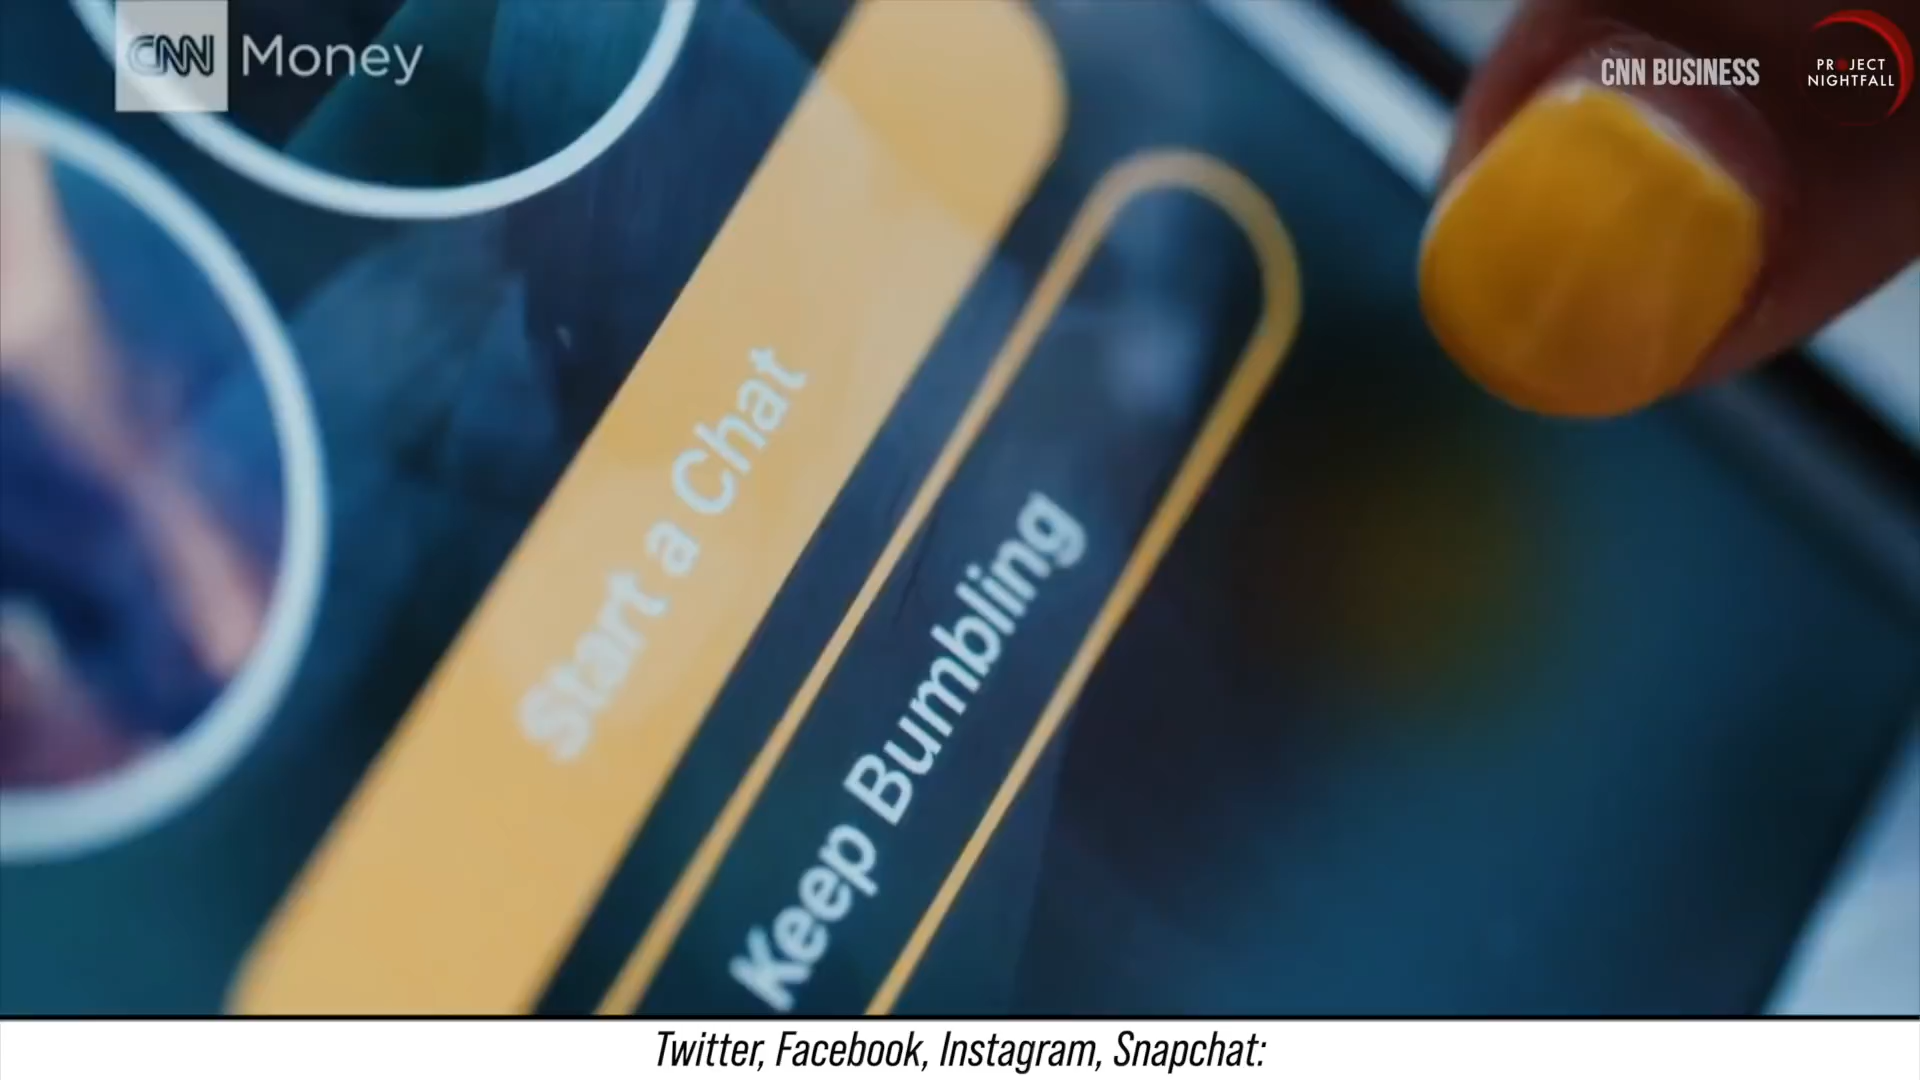 CNN Money
CNN BUSINESS
PROJECT
NIGHTFALL
Start a Chat
Keep Bumbling
Twitter, Facebook, Instagram, Snapchat: